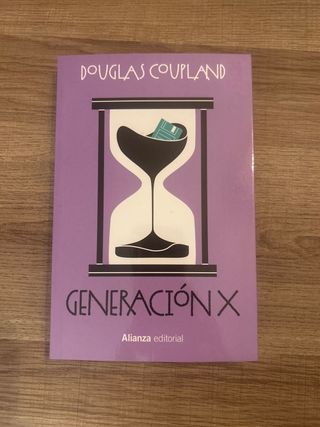 DOUGLAS COUPLAND
GENERACIÓN X
Alianza editorial